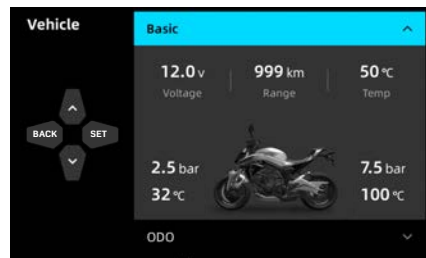 Vehicle
Basic
12.0 v 999 km 50 ℃
Voltage Range Temp
BACK SET
2.5 bar 7.5 bar
32 ℃ 100 ℃
ODO